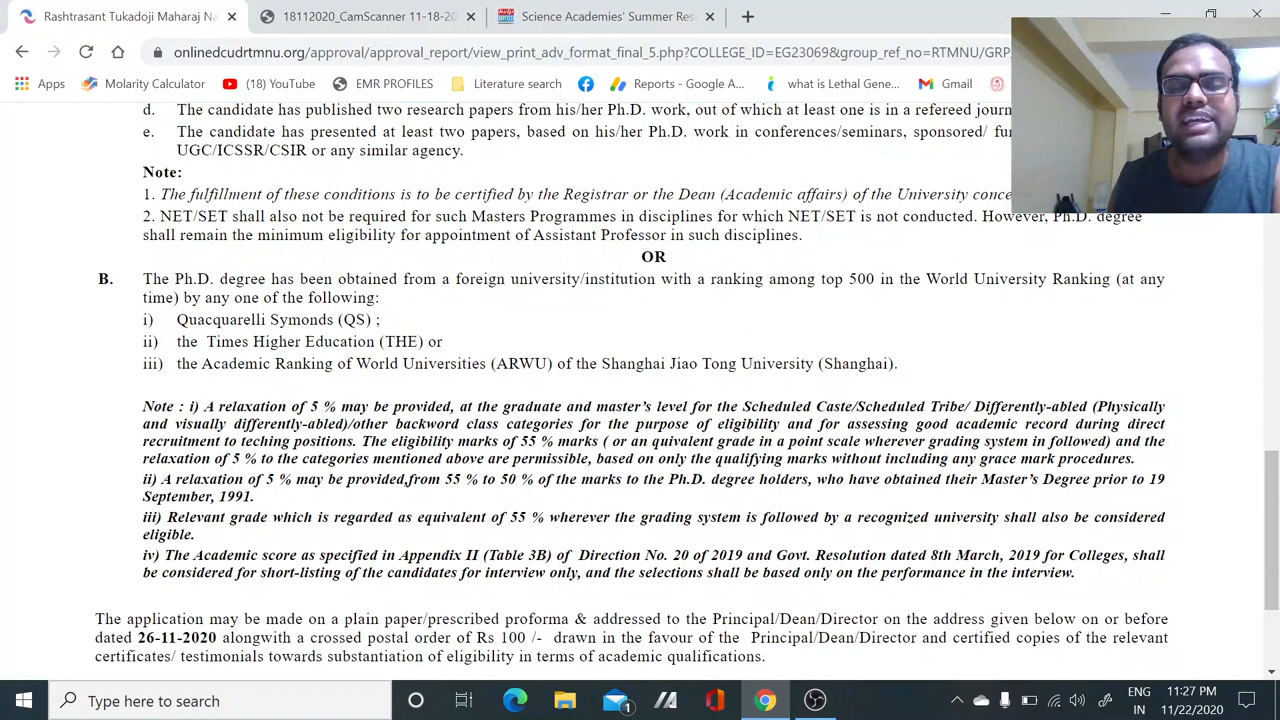 Rashtrasant Tukadoji Maharaj Na
18112020_CamScanner 11-18-20
Science Academies' Summer Res
onlinedcudrtmnu.org/approval/approval_report/view_print_adv_format_final_5.php?COLLEGE_ID=EG23069&group_ref_no=RTMNU/GRP
Apps
Molarity Calculator
(18) YouTube
EMR PROFILES
Literature search
Reports - Google A...
what is Lethal Gene...
Gmail
d. The candidate has published two research papers from his/her Ph.D. work, out of which at least one is in a refereed journ
e. The candidate has presented at least two papers, based on his/her Ph.D. work in conferences/seminars, sponsored/ fun
UGC/ICSSR/CSIR or any similar agency.
Note:
1. The fulfillment of these conditions is to be certified by the Registrar or the Dean (Academic affairs) of the University conce
2. NET/SET shall also not be required for such Masters Programmes in disciplines for which NET/SET is not conducted. However, Ph.D. degree
shall remain the minimum eligibility for appointment of Assistant Professor in such disciplines.
OR
B. The Ph.D. degree has been obtained from a foreign university/institution with a ranking among top 500 in the World University Ranking (at any
time) by any one of the following:
i) Quacquarelli Symonds (QS) ;
ii) the Times Higher Education (THE) or
iii) the Academic Ranking of World Universities (ARWU) of the Shanghai Jiao Tong University (Shanghai).
Note : i) A relaxation of 5 % may be provided, at the graduate and master's level for the Scheduled Caste/Scheduled Tribe/ Differently-abled (Physically
and visually differently-abled)/other backword class categories for the purpose of eligibility and for assessing good academic record during direct
recruitment to teching positions. The eligibility marks of 55 % marks ( or an quivalent grade in a point scale wherever grading system in followed) and the
relaxation of 5 % to the categories mentioned above are permissible, based on only the qualifying marks without including any grace mark procedures.
ii) A relaxation of 5 % may be provided,from 55 % to 50 % of the marks to the Ph.D. degree holders, who have obtained their Master's Degree prior to 19
September, 1991.
iii) Relevant grade which is regarded as equivalent of 55 % wherever the grading system is followed by a recognized university shall also be considered
eligible.
iv) The Academic score as specified in Appendix II (Table 3B) of Direction No. 20 of 2019 and Govt. Resolution dated 8th March, 2019 for Colleges, shall
be considered for short-listing of the candidates for interview only, and the selections shall be based only on the performance in the interview.
The application may be made on a plain paper/prescribed proforma & addressed to the Principal/Dean/Director on the address given below on or before
dated 26-11-2020 alongwith a crossed postal order of Rs 100 /- drawn in the favour of the Principal/Dean/Director and certified copies of the relevant
certificates/ testimonials towards substantiation of eligibility in terms of academic qualifications.
Type here to search
1
ENG
IN
11:27 PM
11/22/2020